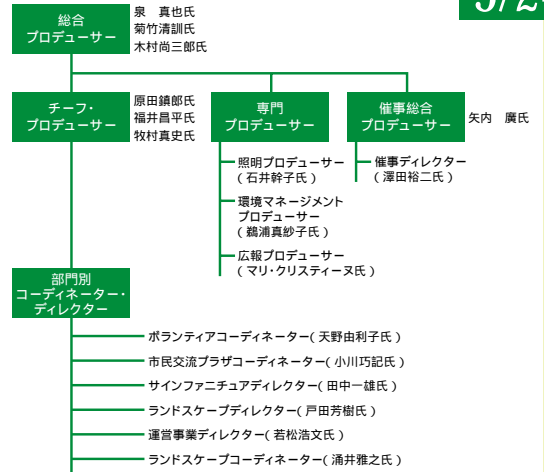 総合
プロデューサー
泉　真也氏
菊竹清訓氏
木村尚三郎氏
チーフ・
プロデューサー
原田鎮郎氏
福井昌平氏
牧村真史氏
専門
プロデューサー
照明プロデューサー
(石井幹子氏)
環境マネージメント
プロデューサー
(鵜浦真紗子氏)
広報プロデューサー
(マリ・クリスティーヌ氏)
催事総合
プロデューサー
矢内　廣氏
催事ディレクター
(澤田裕二氏)
部門別
コーディネーター・
ディレクター
ボランティアコーディネーター(天野由利子氏)
市民交流プラザコーディネーター(小川巧記氏)
サインファニチュアディレクター(田中一雄氏)
ランドスケープディレクター(戸田芳樹氏)
運営事業ディレクター(若松浩文氏)
ランドスケープコーディネーター(涌井雅之氏)